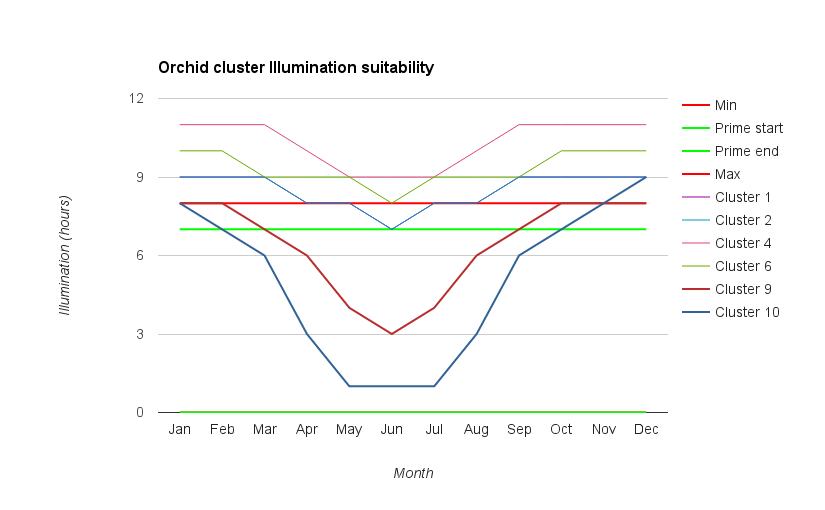 Orchid cluster Illumination suitability
12
9
6
3
0
Illumination (hours)
Jan Feb Mar Apr May Jun Jul Aug Sep Oct Nov Dec
Month
Min
Prime start
Prime end
Max
Cluster 1
Cluster 2
Cluster 4
Cluster 6
Cluster 9
Cluster 10